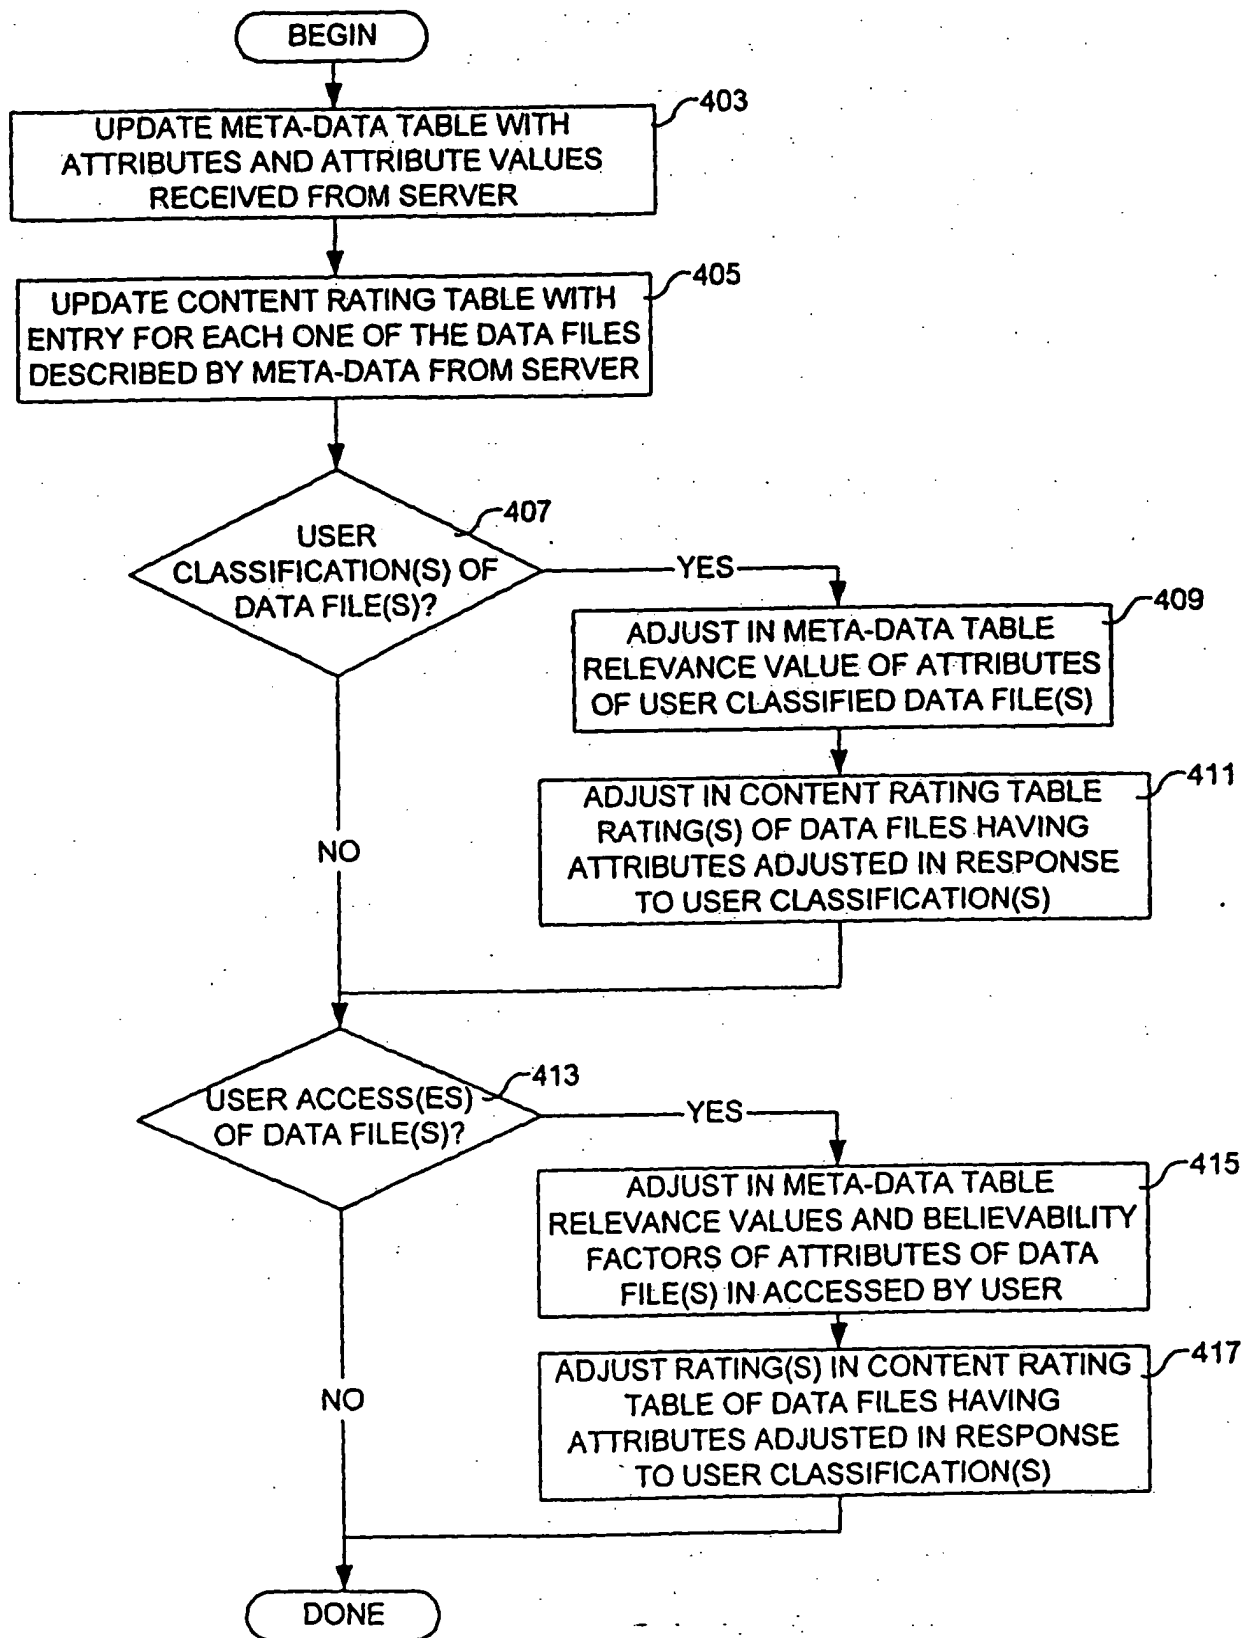 BEGIN
403
UPDATE META-DATA TABLE WITH
ATTRIBUTES AND ATTRIBUTE VALUES
RECEIVED FROM SERVER
405
UPDATE CONTENT RATING TABLE WITH
ENTRY FOR EACH ONE OF THE DATA FILES
DESCRIBED BY META-DATA FROM SERVER
407
USER
CLASSIFICATION(S) OF
DATA FILE(S)?
YES
409
ADJUST IN META-DATA TABLE
RELEVANCE VALUE OF ATTRIBUTES
OF USER CLASSIFIED DATA FILE(S)
411
ADJUST IN CONTENT RATING TABLE
RATING(S) OF DATA FILES HAVING
ATTRIBUTES ADJUSTED IN RESPONSE
TO USER CLASSIFICATION(S)
NO
413
USER ACCESS(ES)
OF DATA FILE(S)?
YES
415
ADJUST IN META-DATA TABLE
RELEVANCE VALUES AND BELIEVABILITY
FACTORS OF ATTRIBUTES OF DATA
FILE(S) IN ACCESSED BY USER
417
ADJUST RATING(S) IN CONTENT RATING
TABLE OF DATA FILES HAVING
ATTRIBUTES ADJUSTED IN RESPONSE
TO USER CLASSIFICATION(S)
NO
DONE